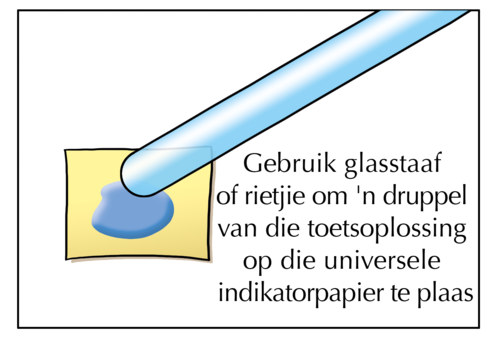 Gebruik glasstaaf
of rietjie om 'n druppel
van die toetsoplossing
op die universele
indikatorpapier te plaas